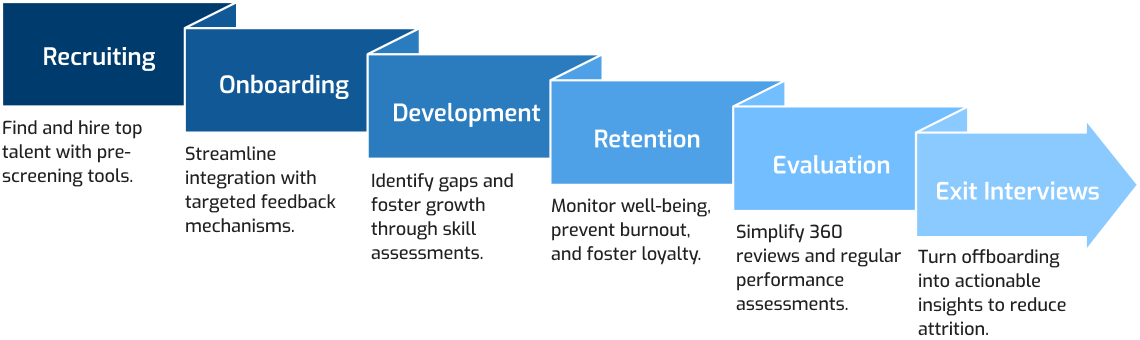 Recruiting
Find and hire top
talent with pre-
screening tools.
Onboarding
Streamline
integration with
targeted feedback
mechanisms.
Development
Identify gaps and
foster growth
through skill
assessments.
Retention
Monitor well-being,
prevent burnout,
and foster loyalty.
Evaluation
Simplify 360
reviews and regular
performance
assessments.
Exit Interviews
Turn offboarding
into actionable
insights to reduce
attrition.